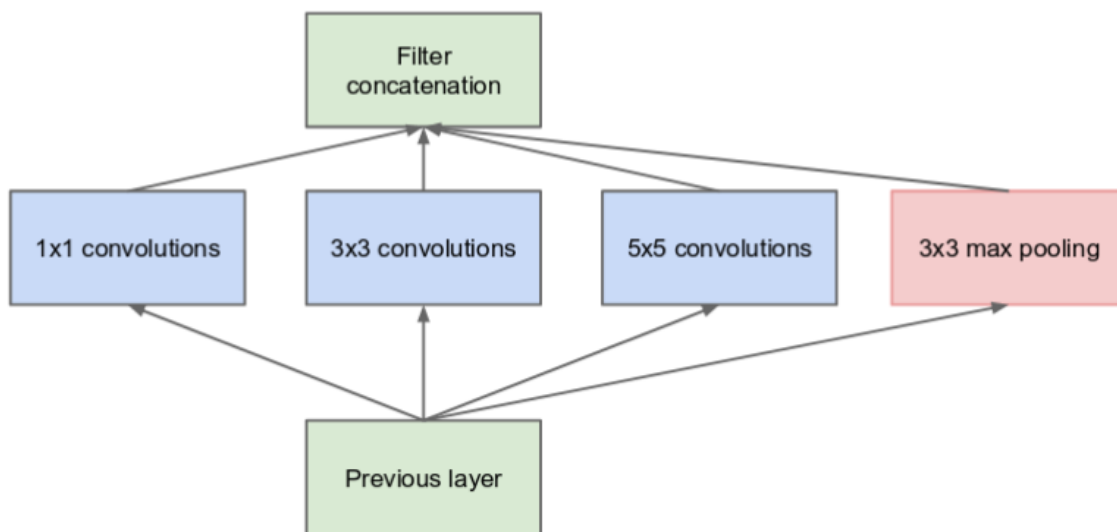 Filter
concatenation
1x1 convolutions
3x3 convolutions
5x5 convolutions
3x3 max pooling
Previous layer